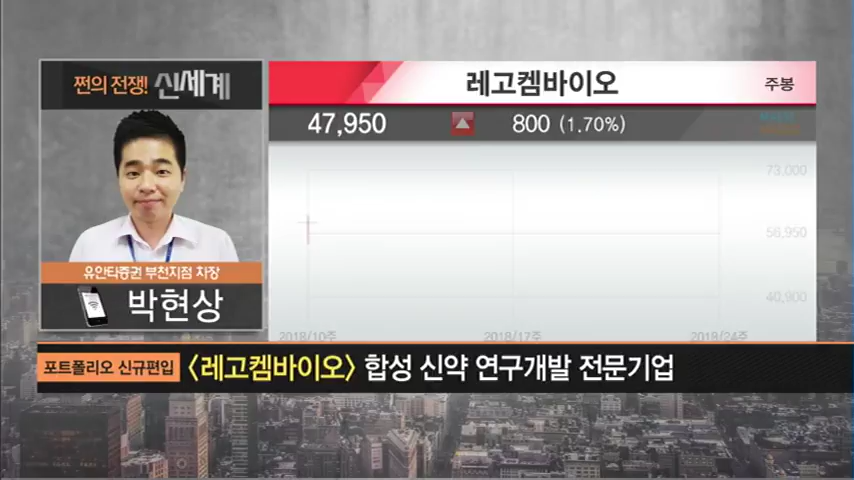 쩐의 전쟁! 신세계
레고켐바이오
주봉
47,950 ▲ 800 (1.70%)
73,000
56,950
40,900
2018/10주 2018/17주 2018/24주
유안타증권 부천지점 차장
박현상
포트폴리오 신규편입 <레고켐바이오> 합성 신약 연구개발 전문기업